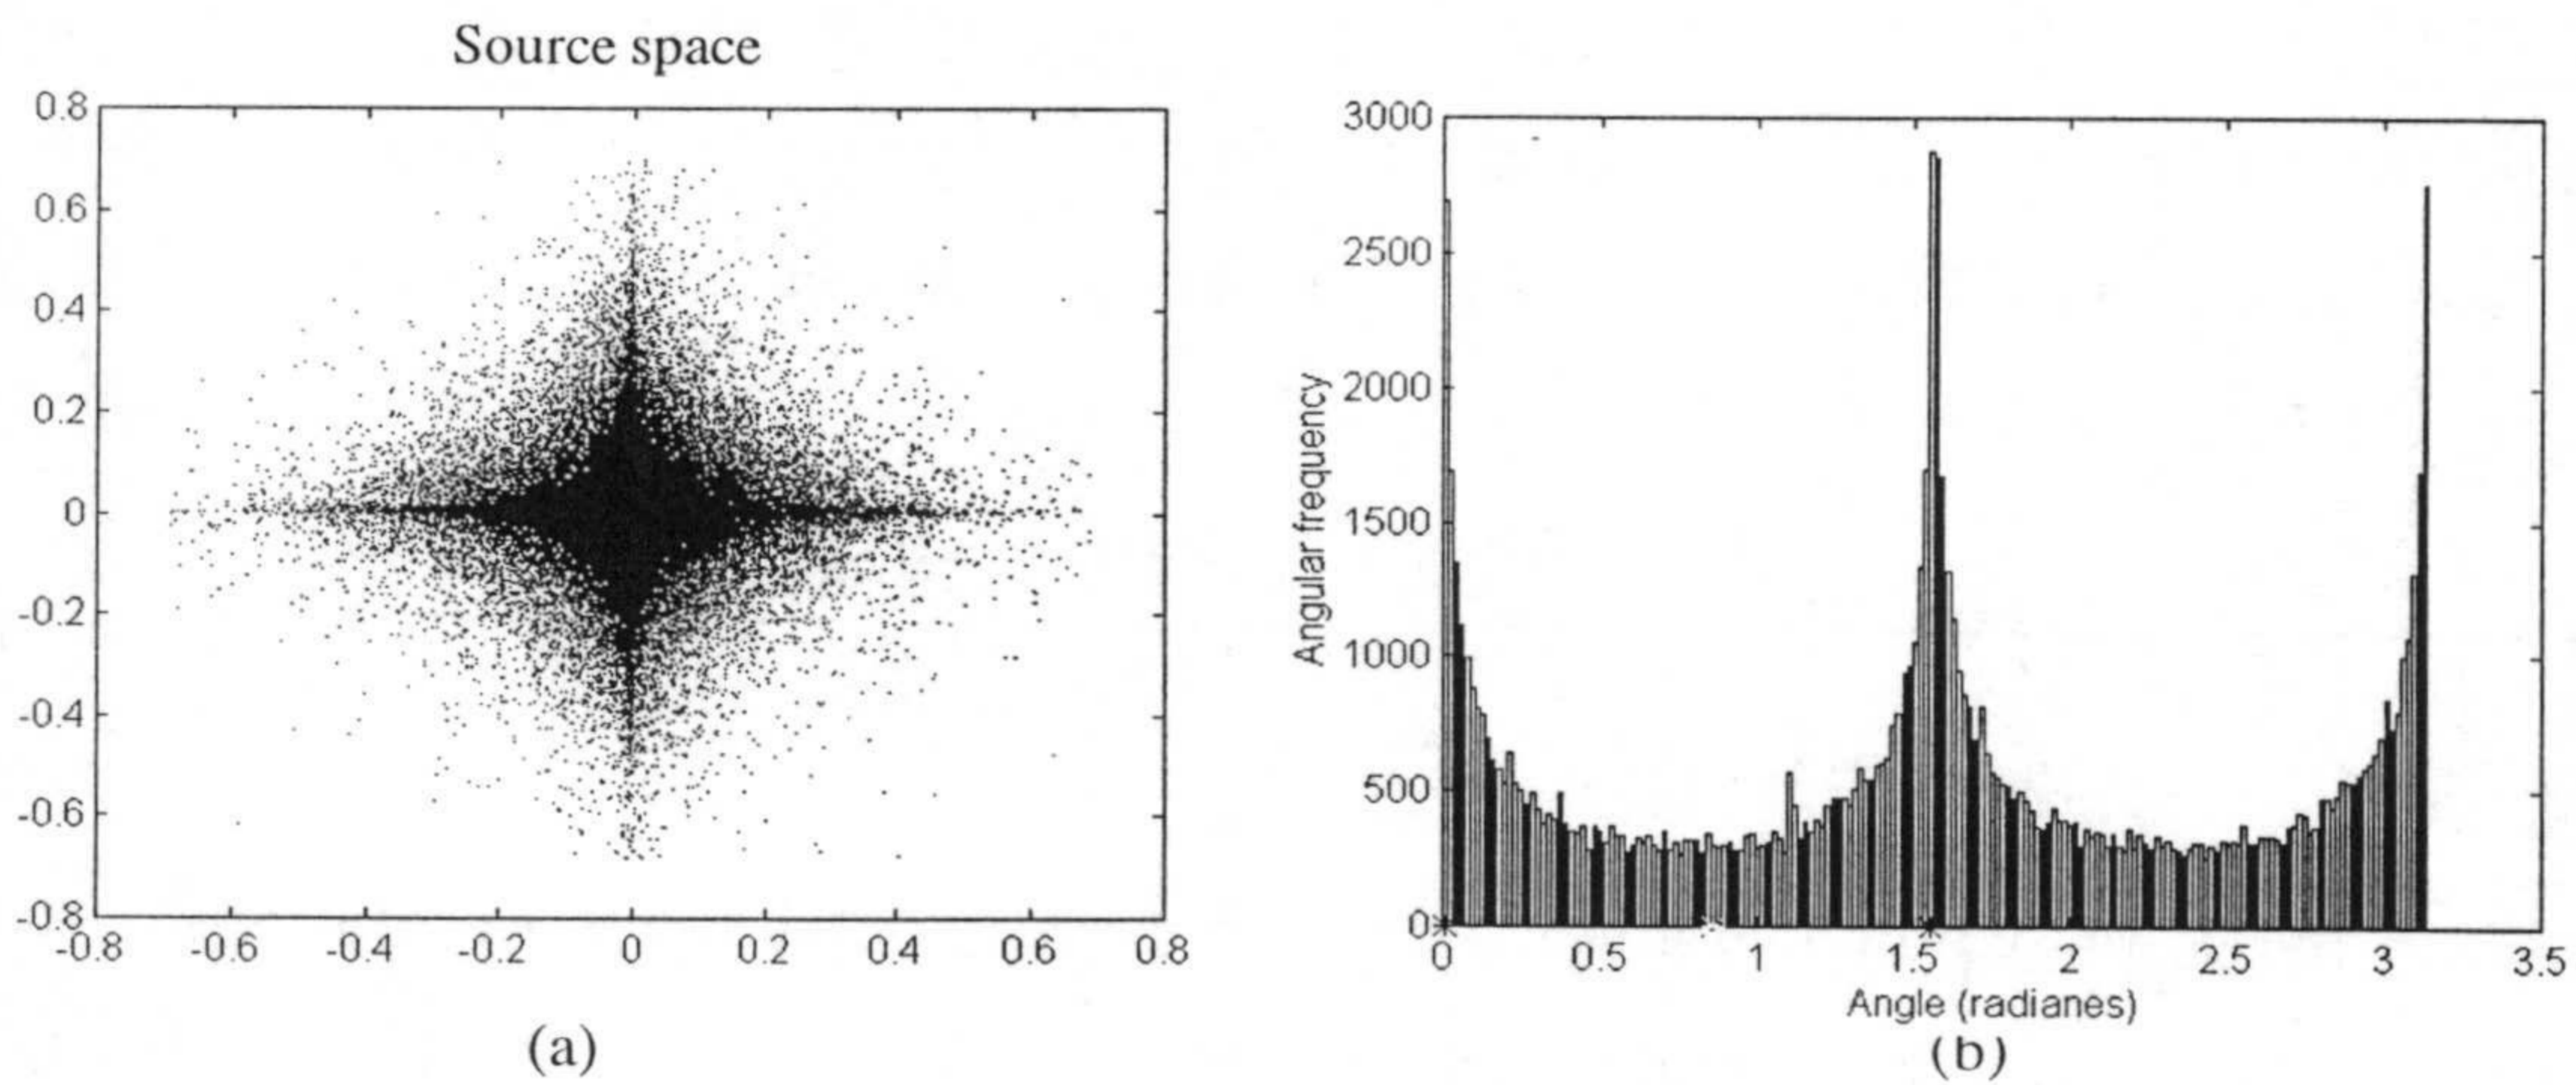 Source space
0.8
0.6
0.4
0.2
0
-0.2
-0.4
-0.6
-0.8
-0.8 -0.6 -0.4 -0.2 0 0.2 0.4 0.6 0.8
(a)
3000
2500
2000
1500
1000
500
0
Angular frequency
0 0.5 1 1.5 2 2.5 3 3.5
Angle (radianes)
(b)